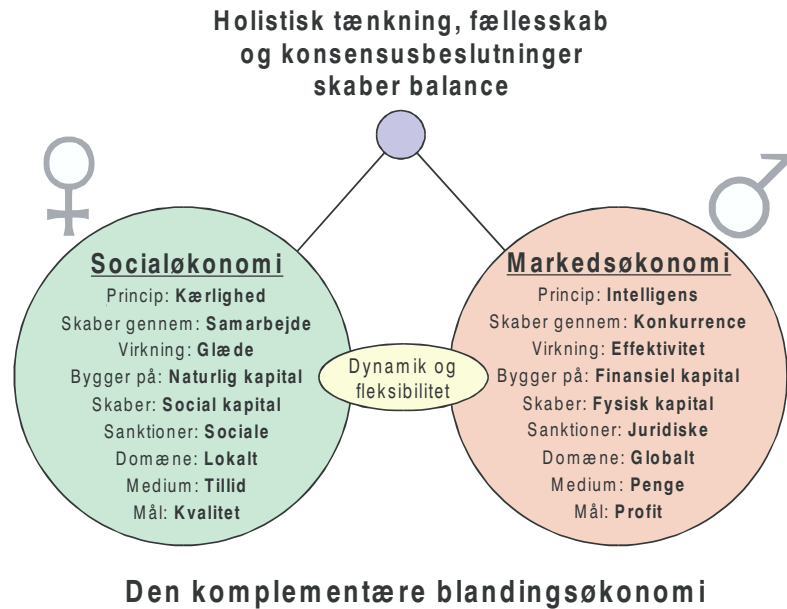 Holistisk tænkning, fællesskab
og konsensusbeslutninger
skaber balance
Socialøkonomi
Princip: Kærlighed
Skaber gennem: Samarbejde
Virkning: Glæde
Bygger på: Naturlig kapital
Skaber: Social kapital
Sanktioner: Sociale
Domæne: Lokalt
Medium: Tillid
Mål: Kvalitet
Dynamik og
fleksibilitet
Markedsøkonomi
Princip: Intelligens
Skaber gennem: Konkurrence
Virkning: Effektivitet
Bygger på: Finansiel kapital
Skaber: Fysisk kapital
Sanktioner: Juridiske
Domæne: Globalt
Medium: Penge
Mål: Profit
Den komplementære blandingsøkonomi